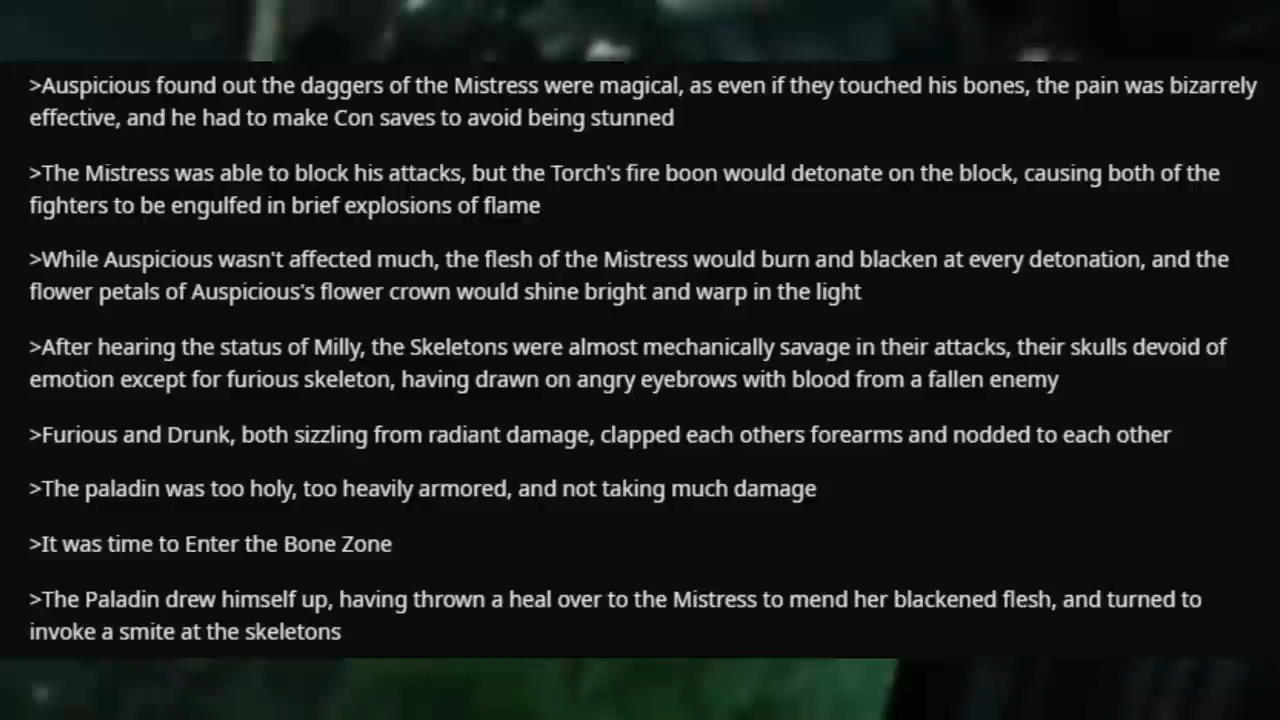 >Auspicious found out the daggers of the Mistress were magical, as even if they touched his bones, the pain was bizarrely
effective, and he had to make Con saves to avoid being stunned
>The Mistress was able to block his attacks, but the Torch's fire boon would detonate on the block, causing both of the
fighters to be engulfed in brief explosions of flame
>While Auspicious wasn't affected much, the flesh of the Mistress would burn and blacken at every detonation, and the
flower petals of Auspicious's flower crown would shine bright and warp in the light
>After hearing the status of Milly, the Skeletons were almost mechanically savage in their attacks, their skulls devoid of
emotion except for furious skeleton, having drawn on angry eyebrows with blood from a fallen enemy
>Furious and Drunk, both sizzling from radiant damage, clapped each others forearms and nodded to each other
>The paladin was too holy, too heavily armored, and not taking much damage
>It was time to Enter the Bone Zone
>The Paladin drew himself up, having thrown a heal over to the Mistress to mend her blackened flesh, and turned to
invoke a smite at the skeletons